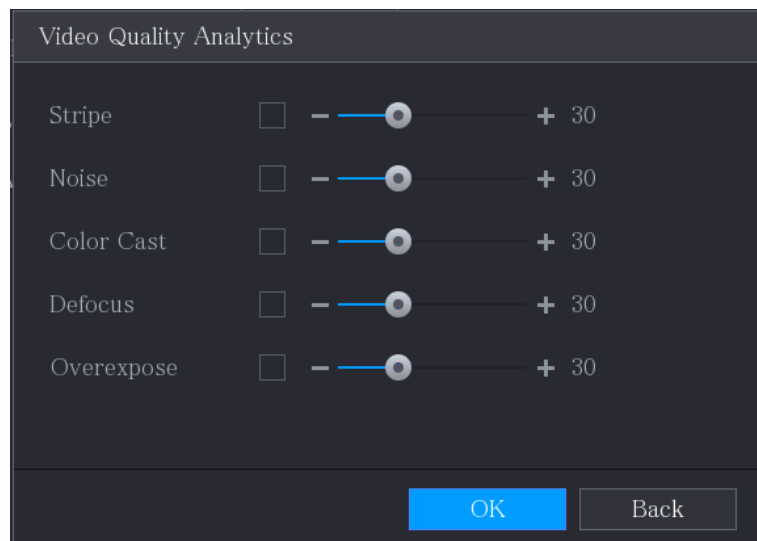 Video Quality Analytics
Stripe 30
Noise 30
Color Cast 30
Defocus 30
Overexpose 30
OK Back